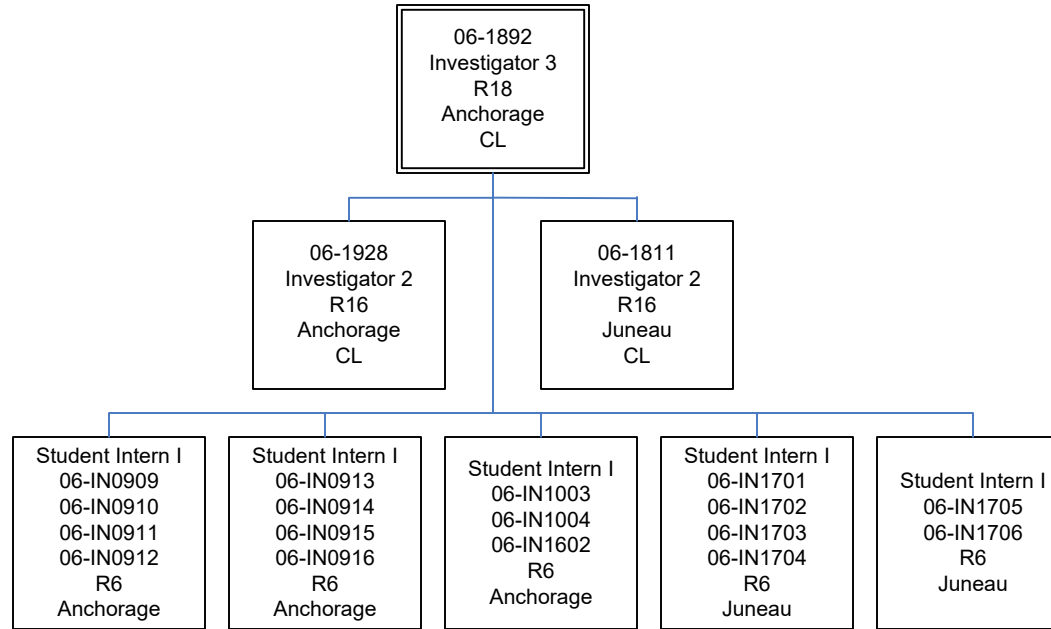 06-1892
Investigator 3
R18
Anchorage
CL
06-1928
Investigator 2
R16
Anchorage
CL
06-1811
Investigator 2
R16
Juneau
CL
Student Intern I
06-IN0909
06-IN0910
06-IN0911
06-IN0912
R6
Anchorage
Student Intern I
06-IN0913
06-IN0914
06-IN0915
06-IN0916
R6
Anchorage
Student Intern I
06-IN1003
06-IN1004
06-IN1602
R6
Anchorage
Student Intern I
06-IN1701
06-IN1702
06-IN1703
06-IN1704
R6
Juneau
Student Intern I
06-IN1705
06-IN1706
R6
Juneau